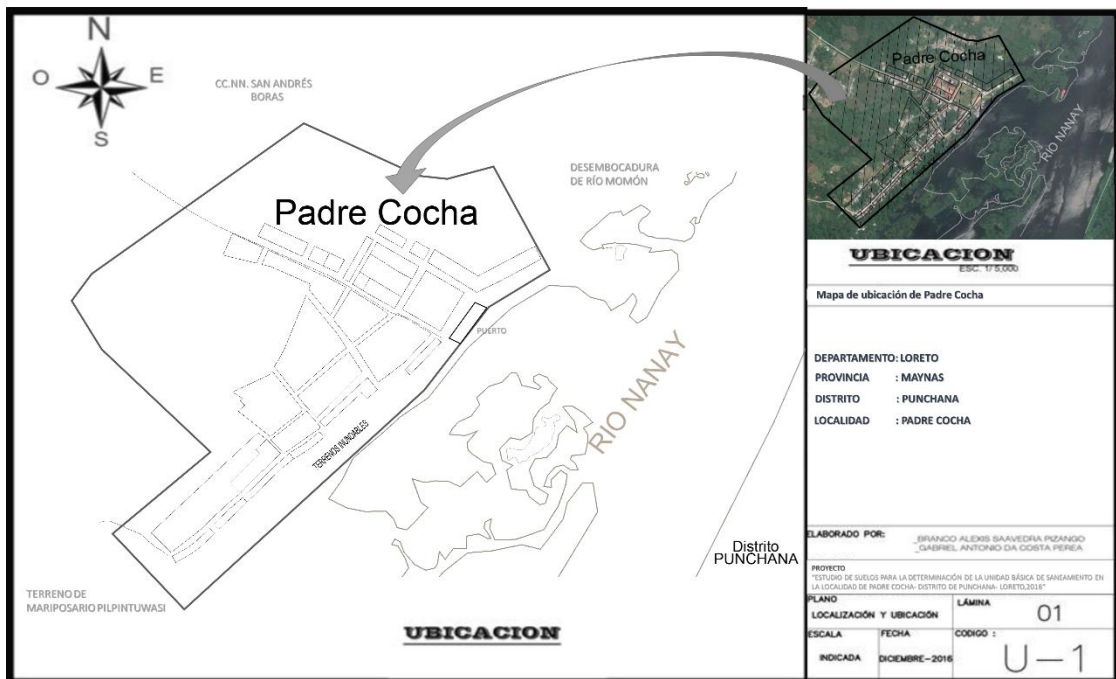 N
O
E
S
CC.NN. SAN ANDRÉS
BORAS
DESEMBOCADURA
DE RÍO MOMÓN
Padre Cocha
PUERTO
RIO NANAY
TERRENOS INUNDABLES
Distrito
PUNCHANA
TERRENO DE
MARIPOSARIO PILPINTUWASI
UBICACION
Padre Cocha
RIO NANAY
UBICACION
ESC. 1/ 5,000
Mapa de ubicación de Padre Cocha
DEPARTAMENTO: LORETO
PROVINCIA : MAYNAS
DISTRITO : PUNCHANA
LOCALIDAD : PADRE COCHA
ELABORADO POR:
_BRANCO ALEXIS SAAVEDRA PIZANGO
_GABRIEL ANTONIO DA COSTA PEREA
PROYECTO
"ESTUDIO DE SUELOS PARA LA DETERMINACIÓN DE LA UNIDAD BÁSICA DE SANEAMIENTO EN
LA LOCALIDAD DE PADRE COCHA- DISTRITO DE PUNCHANA- LORETO,2016"
PLANO
LOCALIZACIÓN Y UBICACIÓN
LÁMINA
01
ESCALA
INDICADA
FECHA
DICIEMBRE-2016
CODIGO :
U-1